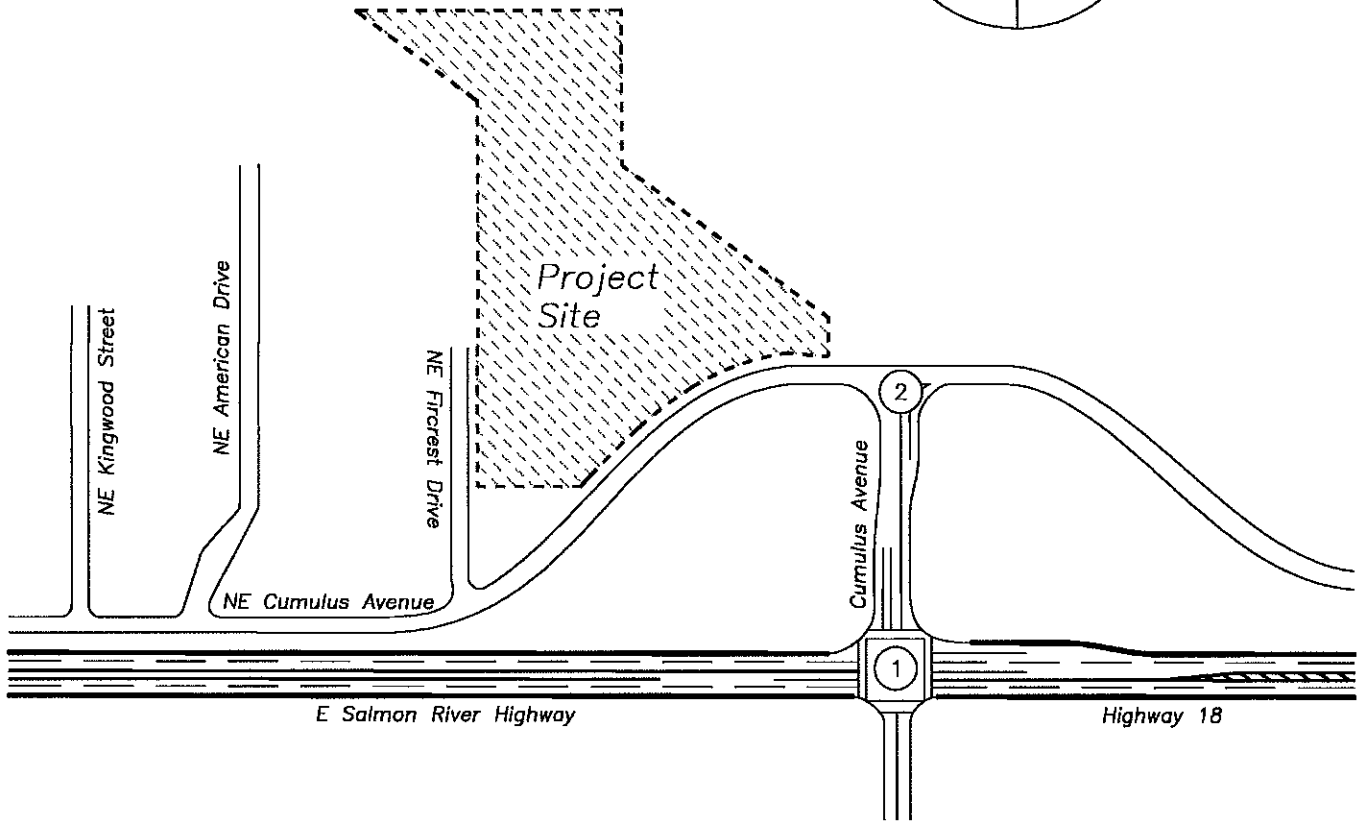 Project
Site
NE Kingwood Street
NE American Drive
NE Fircrest Drive
2
Cumulus Avenue
NE Cumulus Avenue
1
E Salmon River Highway
Highway 18